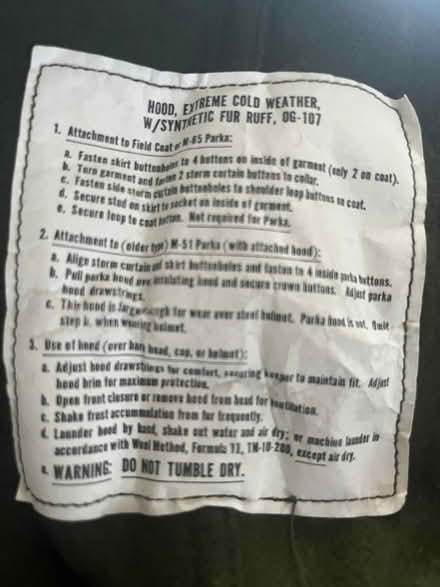 HOOD, EXTREME COLD WEATHER,
W/SYNTHETIC FUR RUFF, OG-107
1. Attachment to Field Coat or M-65 Parka:
a. Fasten skirt buttonholes to 4 buttons on inside of garment (only 2 on coat).
b. Turn garment and fasten 2 storm curtain buttons to collar.
c. Fasten side storm curtain buttonholes to shoulder loop buttons on coat.
d. Secure stud on skirt to socket on inside of garment.
e. Secure loop to coat button. Not required for Parka.
2. Attachment to (older type) M-51 Parka (with attached hood):
a. Align storm curtain and skirt buttonholes and fasten to 4 inside parka buttons.
b. Pull parka hood over insulating hood and secure crown buttons. Adjust parka
hood drawstrings.
c. This hood is large enough for wear over steel helmet. Parka hood is not. Omit
step b. when wearing helmet.
3. Use of hood (over bare head, cap, or helmet):
a. Adjust hood drawstrings for comfort, securing keeper to maintain fit. Adjust
hood brim for maximum protection.
b. Open front closure or remove hood from head for ventilation.
c. Shake frost accummulation from fur frequently.
d. Launder hood by hand, shake out water and air dry; or machine launder in
accordance with Wool Method, Formula TM-10-280, except air dry.
e. WARNING: DO NOT TUMBLE DRY.